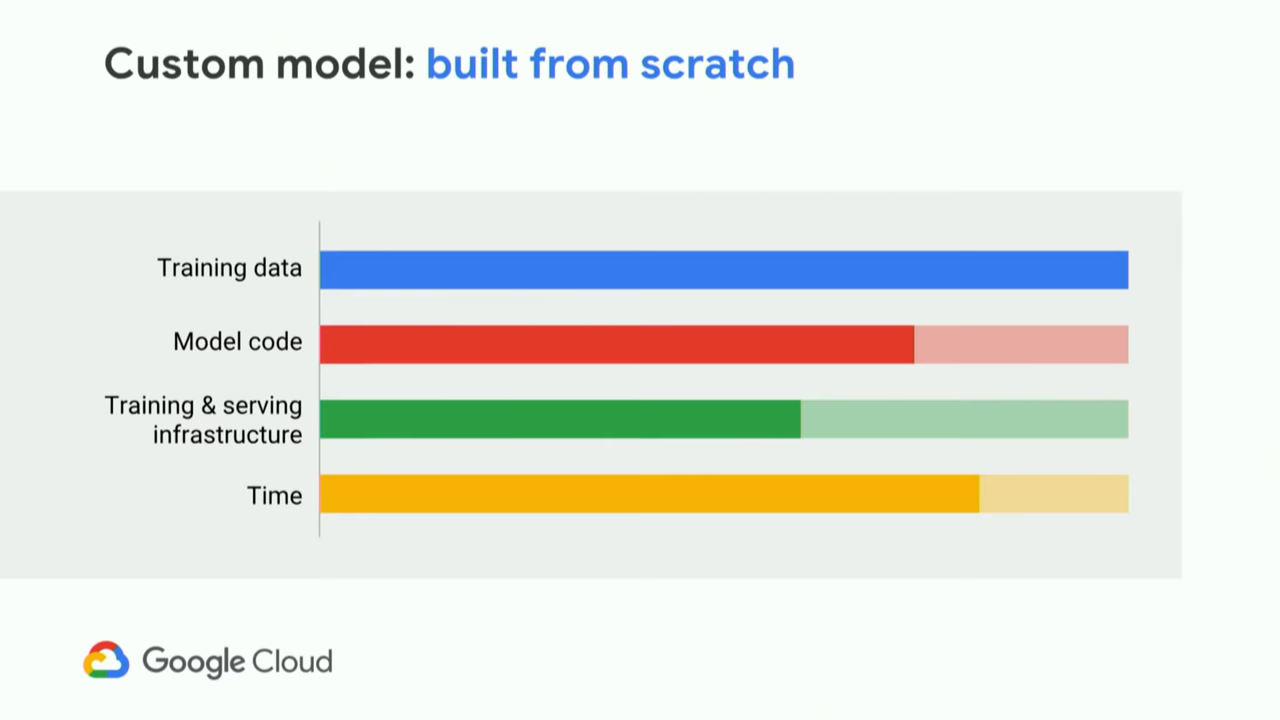 Custom model: built from scratch
Training data
Model code
Training & serving
infrastructure
Time
Google Cloud